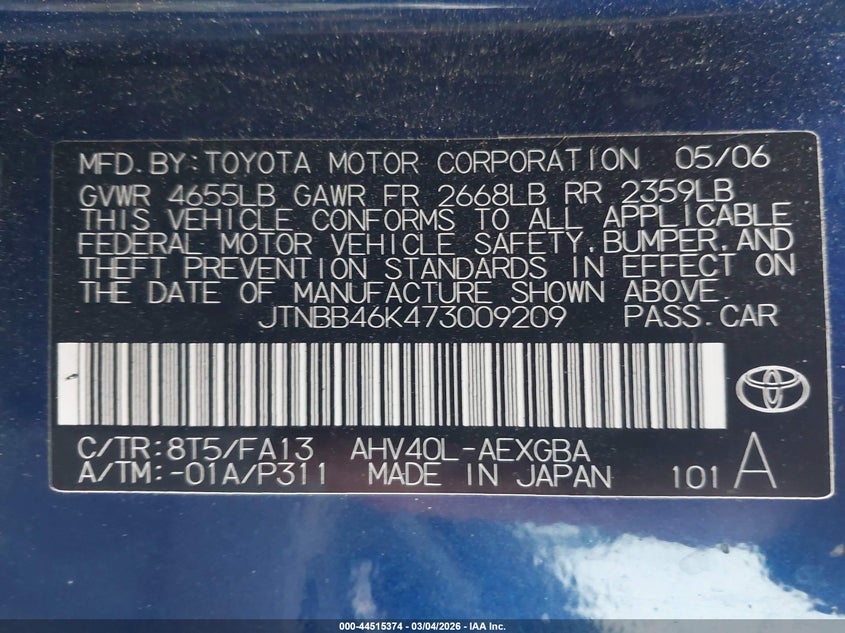 MFD. BY: TOYOTA MOTOR CORPORATION 05/06
GVWR 4655LB GAWR FR 2668LB RR 2359LB
THIS VEHICLE CONFORMS TO ALL APPLICABLE
FEDERAL MOTOR VEHICLE SAFETY, BUMPER, AND
THEFT PREVENTION STANDARDS IN EFFECT ON
THE DATE OF MANUFACTURE SHOWN ABOVE.
JTNBB46K473009209 PASS. CAR
C/TR: 8T5/FA13 AHV40L-AEXGBA
A/TM: -01A/P311 MADE IN JAPAN 101 A
000-44515374 - 03/04/2026 - IAA Inc.